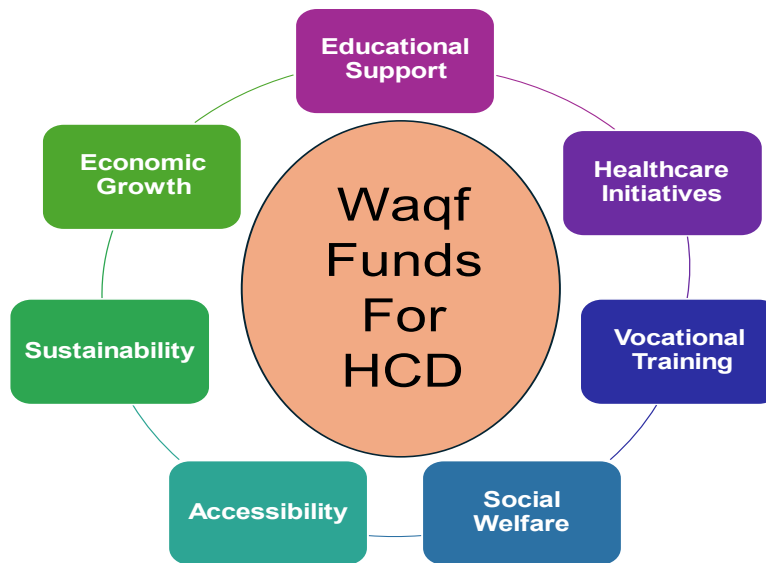 Educational
Support
Healthcare
Initiatives
Vocational
Training
Social
Welfare
Accessibility
Sustainability
Economic
Growth
Waqf
Funds
For
HCD